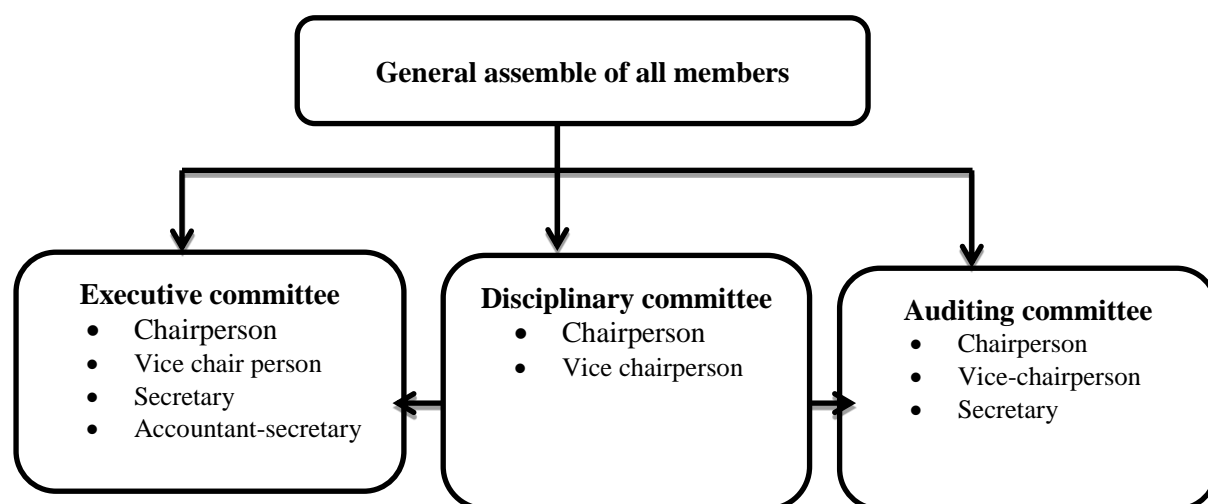 General assemble of all members
Executive committee
• Chairperson
• Vice chair person
• Secretary
• Accountant-secretary
Disciplinary committee
• Chairperson
• Vice chairperson
Auditing committee
• Chairperson
• Vice-chairperson
• Secretary